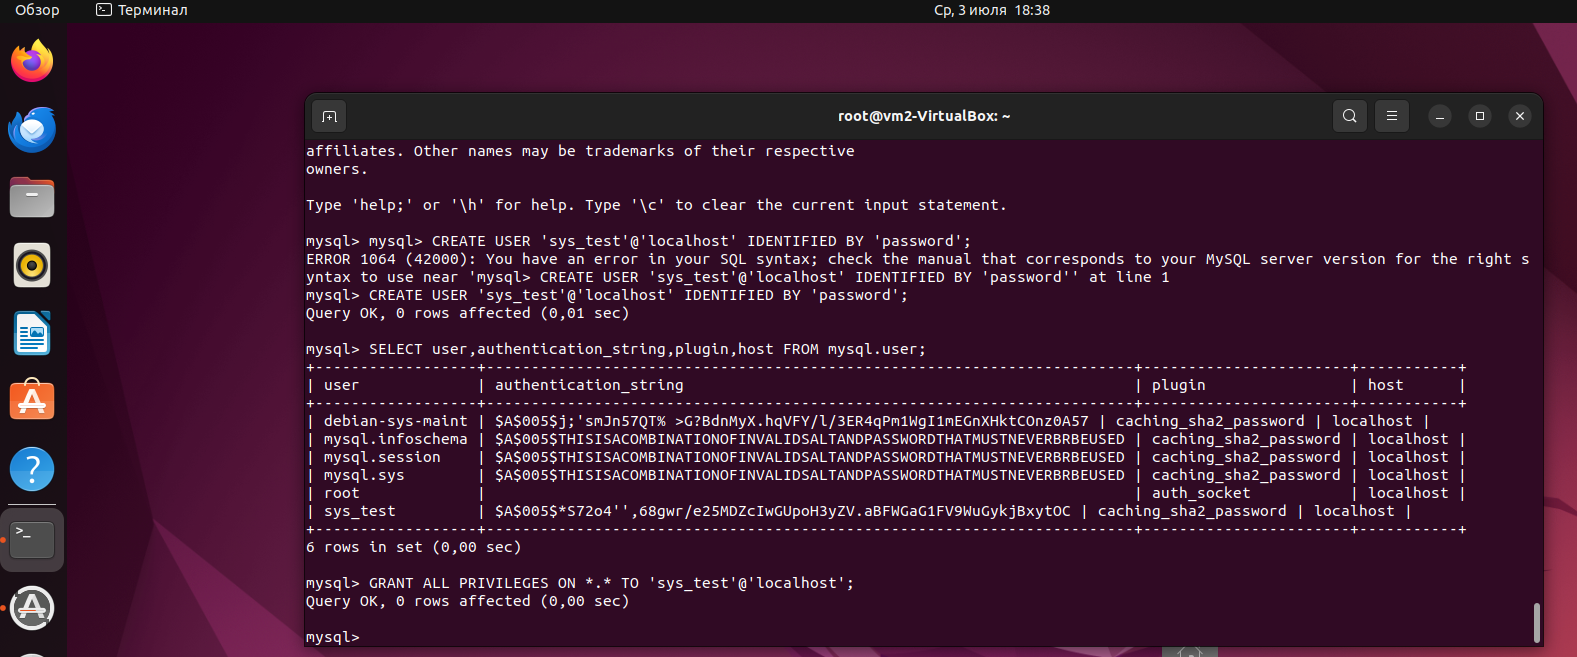 Обзор
Терминал
Ср, 3 июля 18:38
root@vm2-VirtualBox: ~
affiliates. Other names may be trademarks of their respective
owners.
Type 'help;' or '\h' for help. Type '\c' to clear the current input statement.
mysql> mysql> CREATE USER 'sys_test'@'localhost' IDENTIFIED BY 'password';
ERROR 1064 (42000): You have an error in your SQL syntax; check the manual that corresponds to your MySQL server version for the right s
yntax to use near 'mysql> CREATE USER 'sys_test'@'localhost' IDENTIFIED BY 'password'' at line 1
mysql> CREATE USER 'sys_test'@'localhost' IDENTIFIED BY 'password';
Query OK, 0 rows affected (0,01 sec)
mysql> SELECT user,authentication_string,plugin,host FROM mysql.user;
+------------------+------------------------------------------------------------------------+-----------------------+-----------+
| user             | authentication_string                                                  | plugin                | host      |
+------------------+------------------------------------------------------------------------+-----------------------+-----------+
| debian-sys-maint | $A$005$j;'smJn57QT% >G?BdnMyX.hqVFY/l/3ER4qPm1WgI1mEGnXHktCOnz0A57 | caching_sha2_password | localhost |
| mysql.infoschema | $A$005$THISISACOMBINATIONOFINVALIDSALTANDPASSWORDTHATMUSTNEVERBRBEUSED | caching_sha2_password | localhost |
| mysql.session    | $A$005$THISISACOMBINATIONOFINVALIDSALTANDPASSWORDTHATMUSTNEVERBRBEUSED | caching_sha2_password | localhost |
| mysql.sys        | $A$005$THISISACOMBINATIONOFINVALIDSALTANDPASSWORDTHATMUSTNEVERBRBEUSED | caching_sha2_password | localhost |
| root             |                                                                        | auth_socket           | localhost |
| sys_test         | $A$005$*S72o4'',68gwr/e25MDZcIwGUpoH3yZV.aBFWGaG1FV9WuGykjBxytOC | caching_sha2_password | localhost |
+------------------+------------------------------------------------------------------------+-----------------------+-----------+
6 rows in set (0,00 sec)
mysql> GRANT ALL PRIVILEGES ON *.* TO 'sys_test'@'localhost';
Query OK, 0 rows affected (0,00 sec)
mysql>